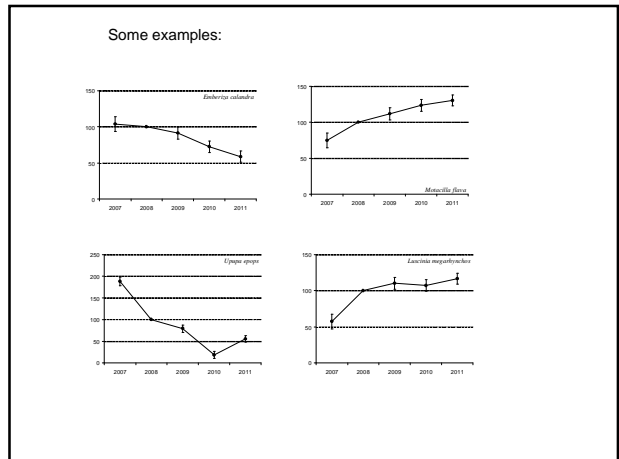 Some examples:
150
Emberiza calandra
100
50
0
2007 2008 2009 2010 2011
150
100
50
Motacilla flava
0
2007 2008 2009 2010 2011
250
Upupa epops
200
150
100
50
0
2007 2008 2009 2010 2011
150
Luscinia megarhynchos
100
50
0
2007 2008 2009 2010 2011